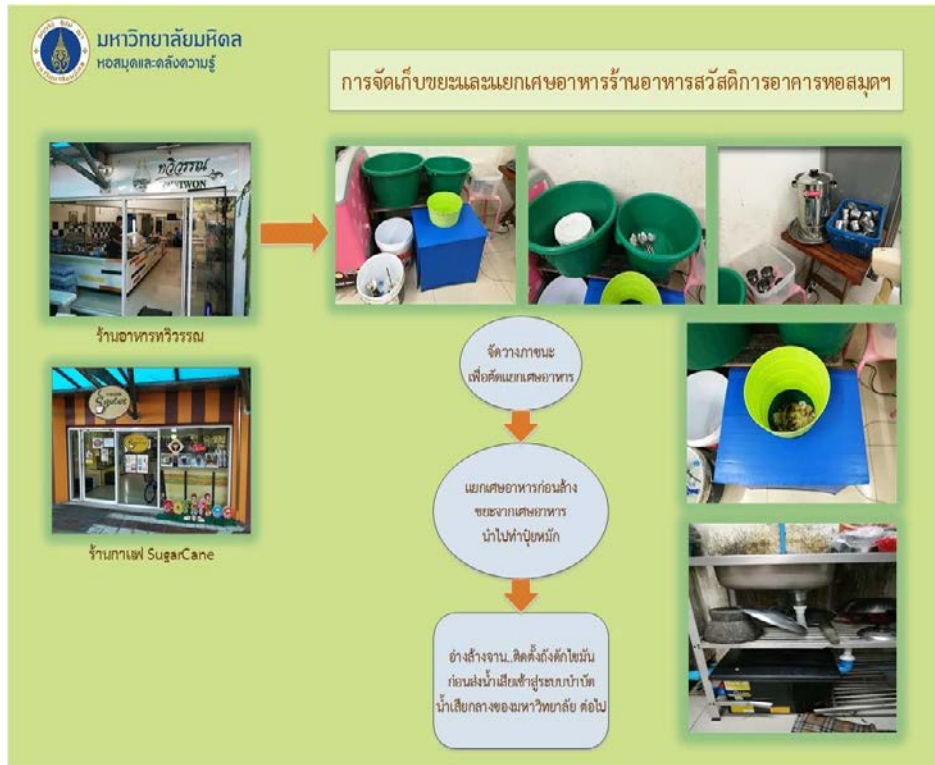 มหาวิทยาลัยมหิดล
หอสมุดและคลังความรู้
การจัดเก็บขยะและแยกเศษอาหารร้านอาหารสวัสดิการอาคารหอสมุดฯ
ทวิวรรณ
ร้านอาหารทวิวรรณ
จัดวางภาชนะ
เพื่อคัดแยกเศษอาหาร
แยกเศษอาหารก่อนล้าง
ขยะจากเศษอาหาร
นำไปทำปุ๋ยหมัก
ร้านกาแฟ SugarCane
อ่างล้างจาน..ติดตั้งถังดักไขมัน
ก่อนส่งน้ำเสียเข้าสู่ระบบบำบัด
น้ำเสียกลางของมหาวิทยาลัย ต่อไป